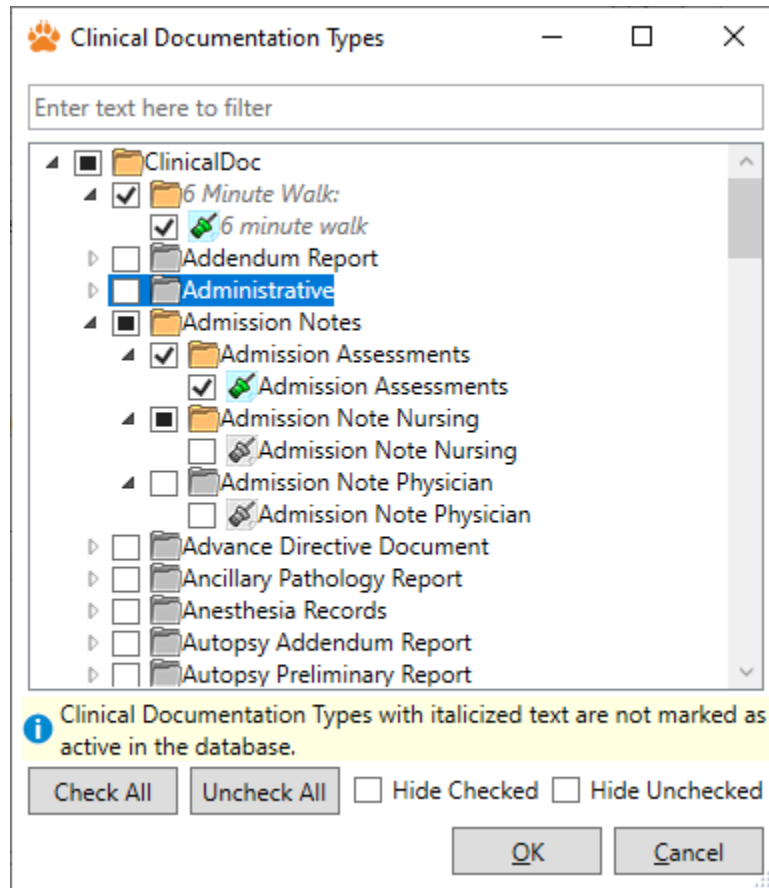 Clinical Documentation Types
Enter text here to filter
ClinicalDoc
6 Minute Walk:
6 minute walk
Addendum Report
Administrative
Admission Notes
Admission Assessments
Admission Assessments
Admission Note Nursing
Admission Note Nursing
Admission Note Physician
Admission Note Physician
Advance Directive Document
Ancillary Pathology Report
Anesthesia Records
Autopsy Addendum Report
Autopsy Preliminary Report
Clinical Documentation Types with italicized text are not marked as
active in the database.
Check All Uncheck All Hide Checked Hide Unchecked
OK Cancel